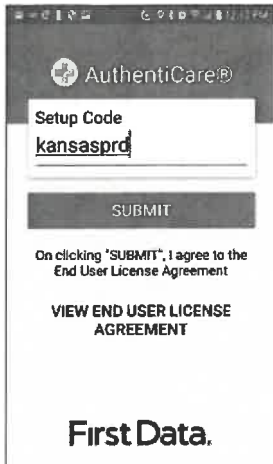 AuthentiCare®
Setup Code
kansasprd
SUBMIT
On clicking "SUBMIT", I agree to the
End User License Agreement
VIEW END USER LICENSE
AGREEMENT
First Data.